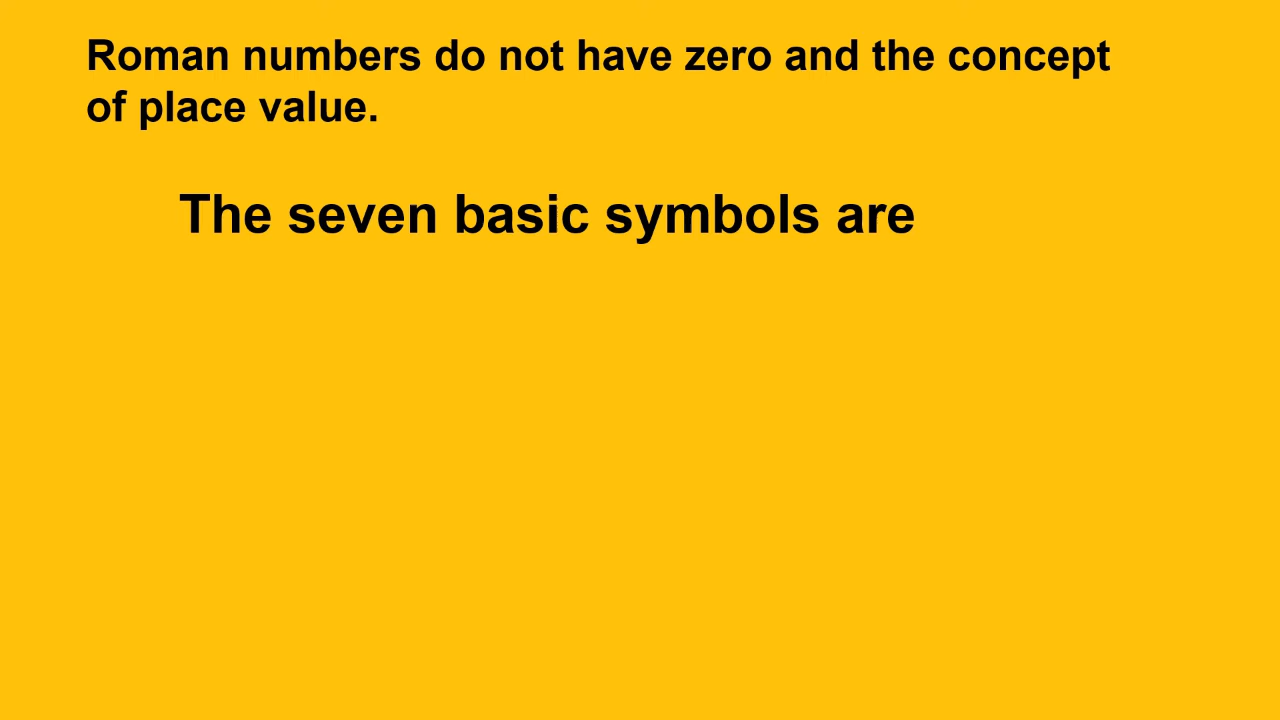 Roman numbers do not have zero and the concept
of place value.
The seven basic symbols are